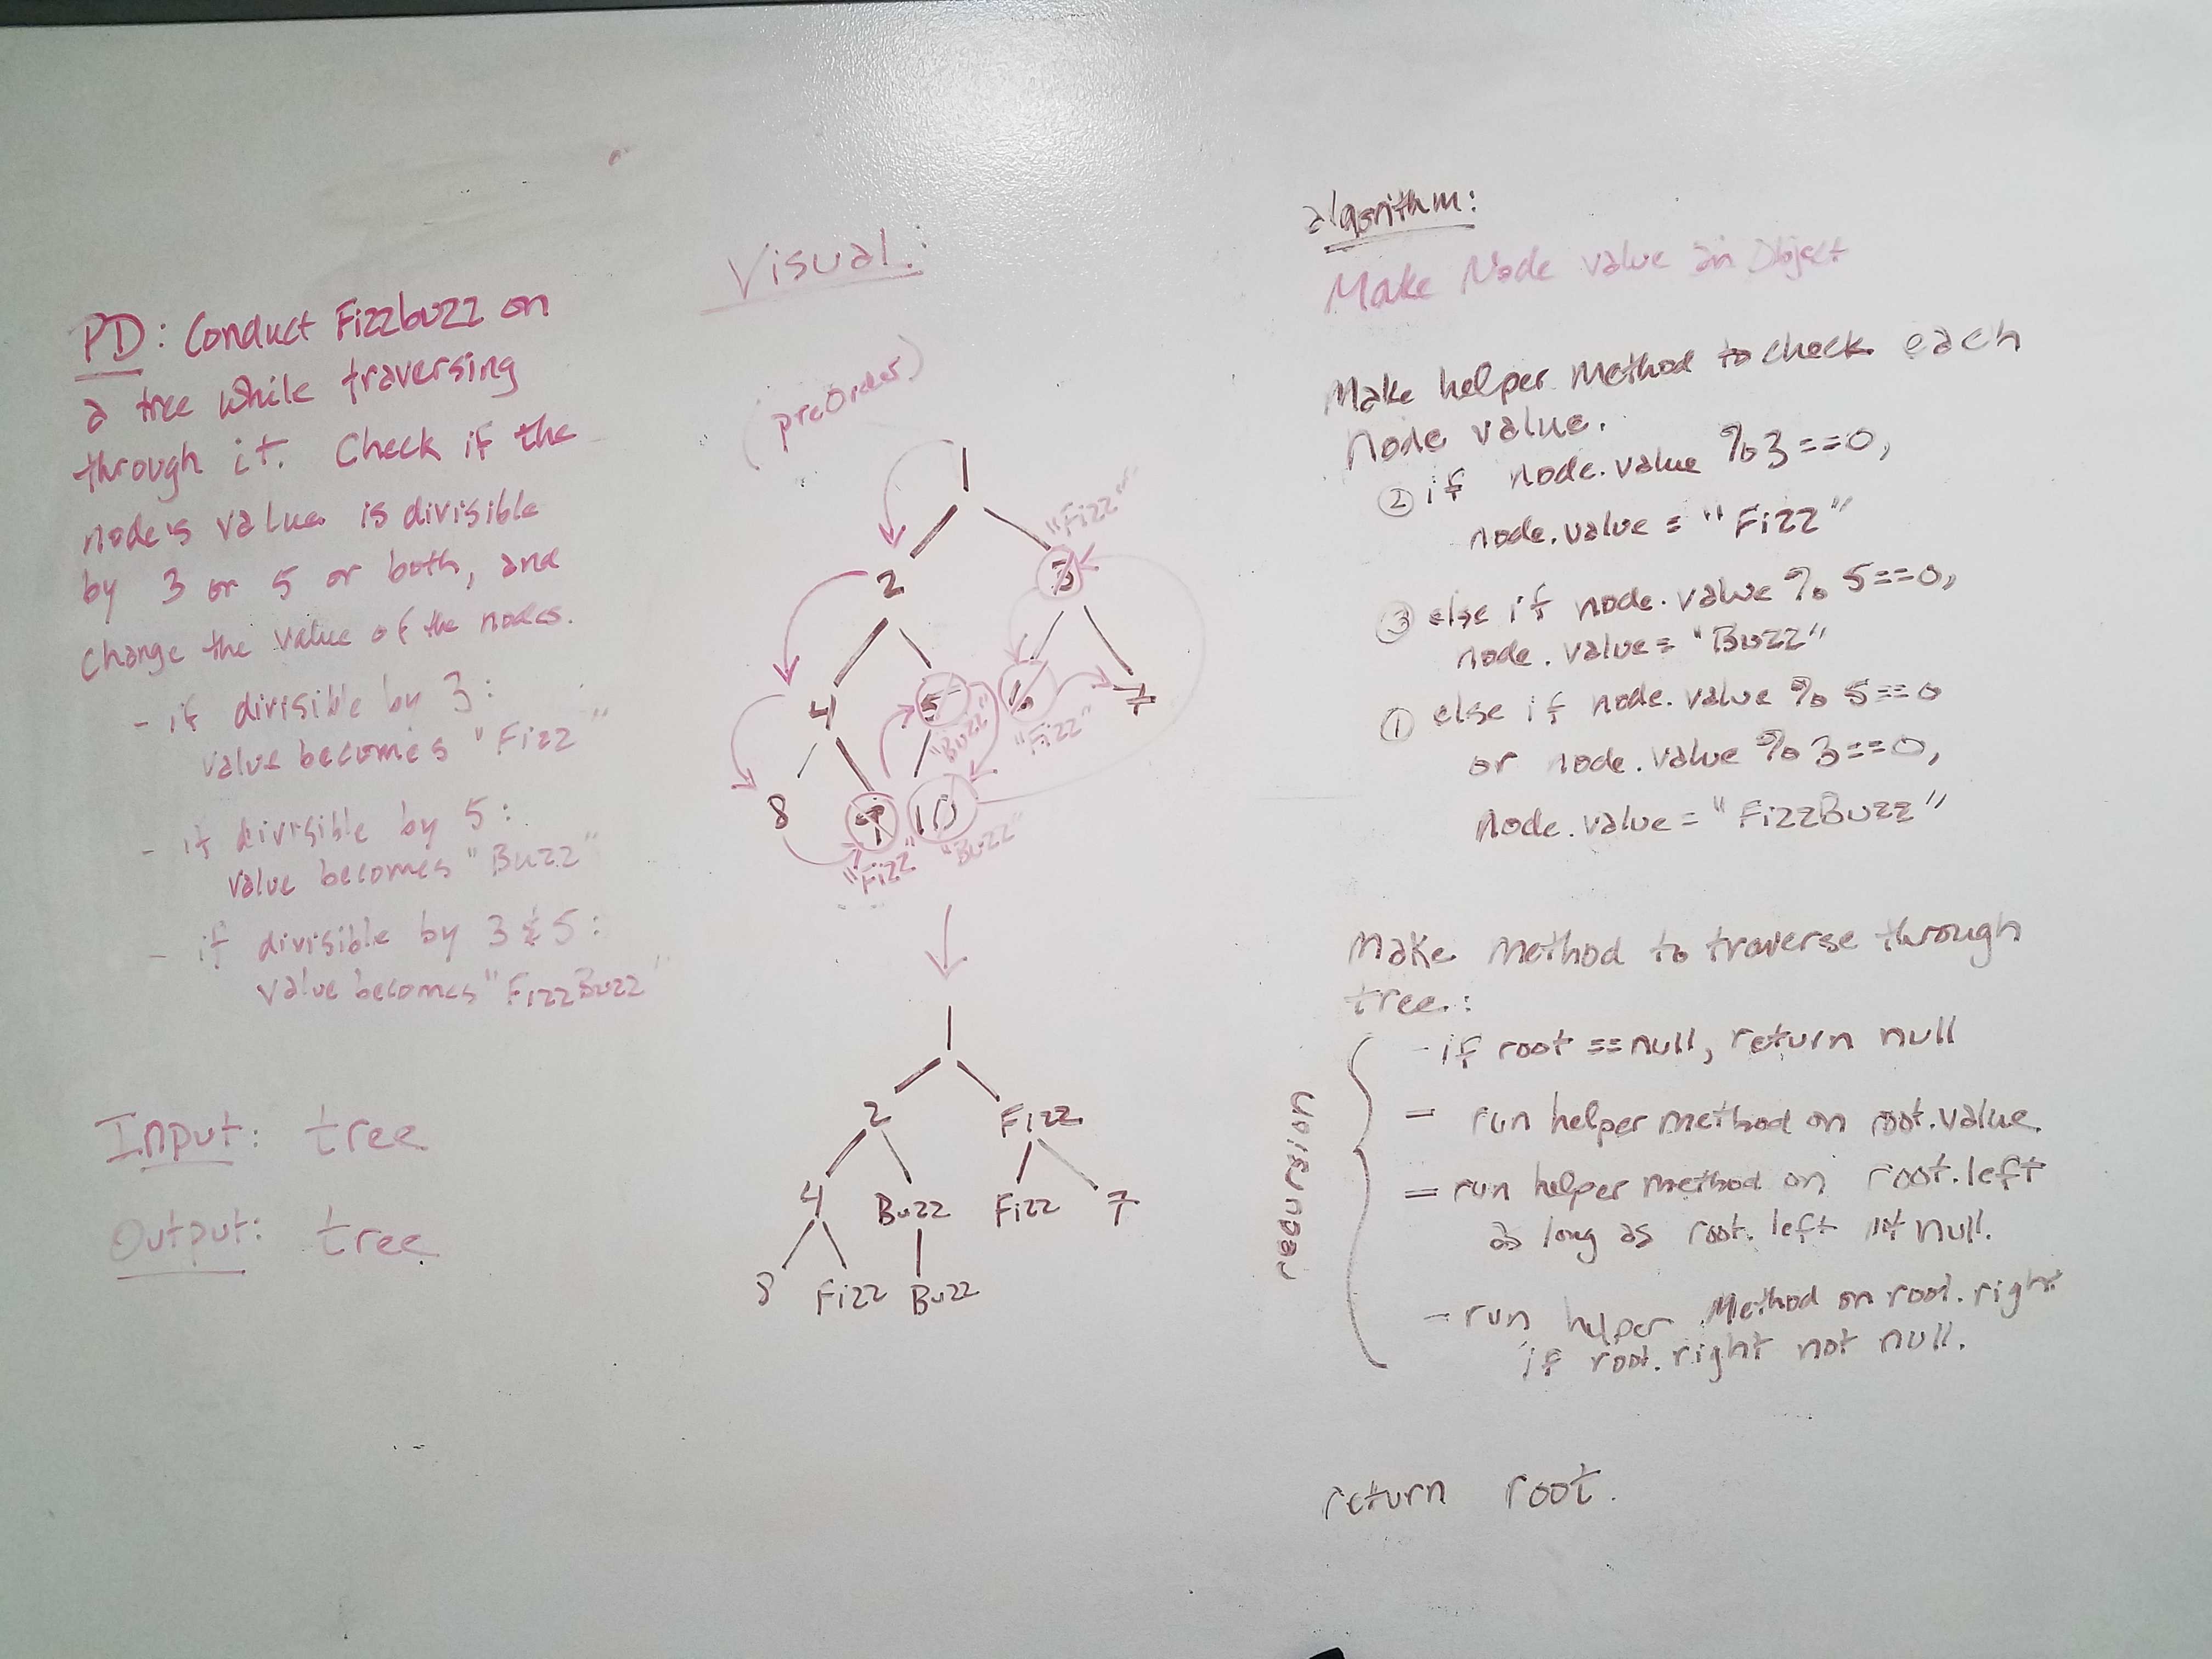 PD: Conduct Fizzbuzz on
a tree while traversing
through it. Check if the
node's value is divisible
by 3 or 5 or both, and
change the value of the nodes.
- if divisible by 3:
value becomes "Fizz"
- if divisible by 5:
value becomes "Buzz"
- if divisible by 3 & 5:
value becomes "FizzBuzz"
Input: tree
Output: tree
Visual:
(preOrder)
1
"Fizz"
2 3
4 5 6 7
"Buzz" "Fizz"
8 9 10
"Fizz" "Buzz"
1
2 Fizz
4 Buzz Fizz 7
8 Fizz Buzz
algorithm:
Make Node value an Object
Make helper method to check each
node value.
② if node.value %3==0,
node.value = "Fizz"
③ else if node.value % 5==0,
node.value = "Buzz"
① else if node.value % 5==0
or node.value % 3==0,
Node.value = "FizzBuzz"
Make method to traverse through
tree.:
recursion
- if root == null, return null
= run helper method on root.value.
= run helper method on root.left
as long as root.left null.
- run helper Method on root.right
if root.right not null.
return root.